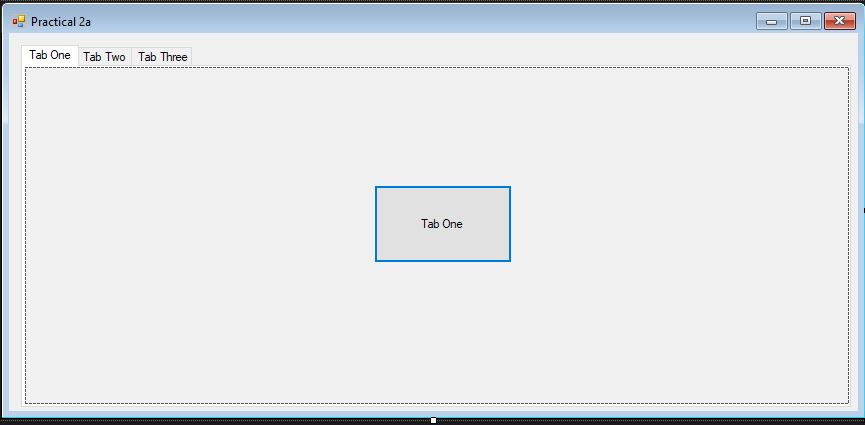 Practical 2a
Tab One Tab Two Tab Three
Tab One